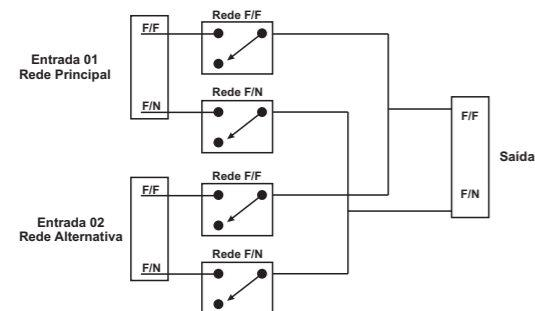 Rede F/F
F/F
Entrada 01
Rede Principal
Rede F/N
F/N
F/F
Saída
Rede F/F
F/F
F/N
Entrada 02
Rede Alternativa
Rede F/N
F/N